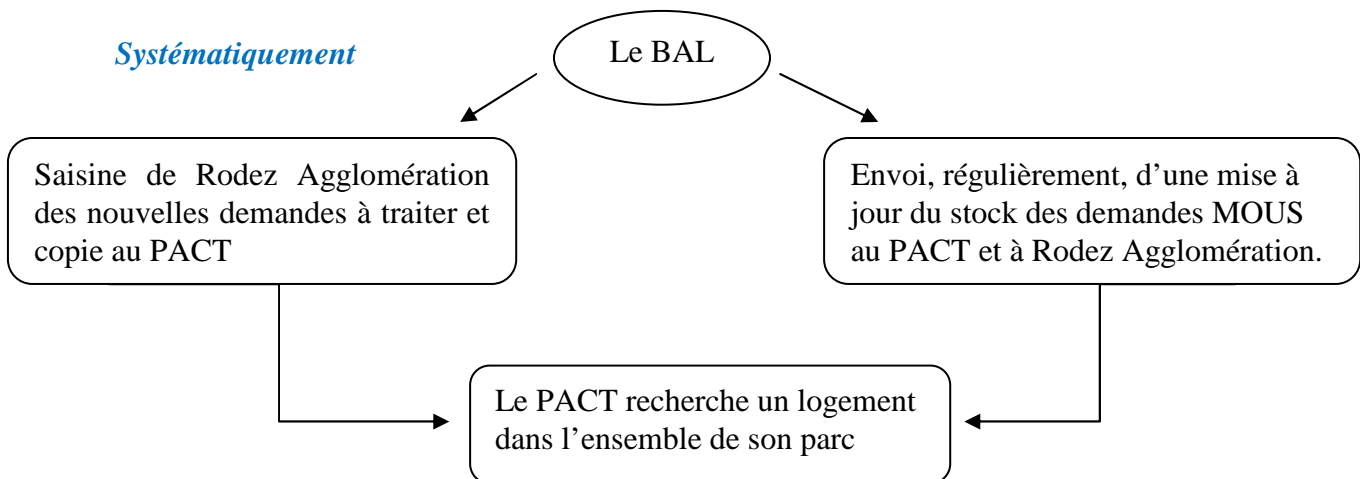 Systématiquement
Le BAL
Saisine de Rodez Agglomération
des nouvelles demandes à traiter et
copie au PACT
Envoi, régulièrement, d’une mise à
jour du stock des demandes MOUS
au PACT et à Rodez Agglomération.
Le PACT recherche un logement
dans l’ensemble de son parc